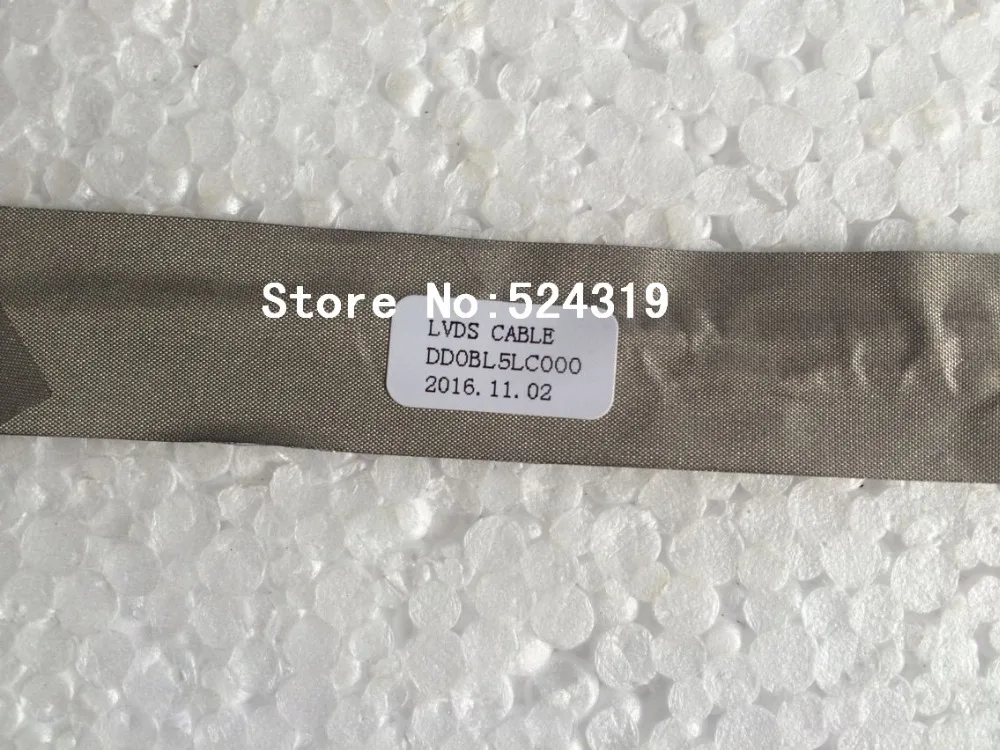 Store No:524319
LVDS CABLE
DD0BL5LC000
2016.11.02